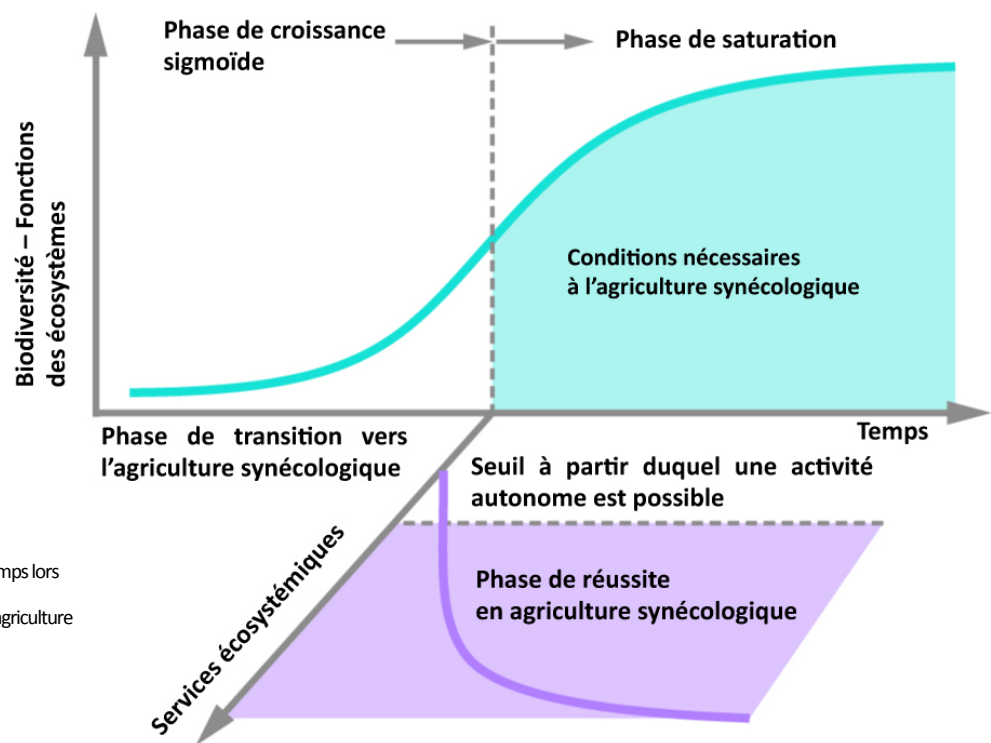 Phase de croissance
sigmoïde
Phase de saturation
Biodiversité – Fonctions
des écosystèmes
Conditions nécessaires
à l'agriculture synécologique
Temps
Phase de transition vers
l'agriculture synécologique
Seuil à partir duquel une activité
autonome est possible
Services écosystémiques
Phase de réussite
en agriculture synécologique
lors
griculture